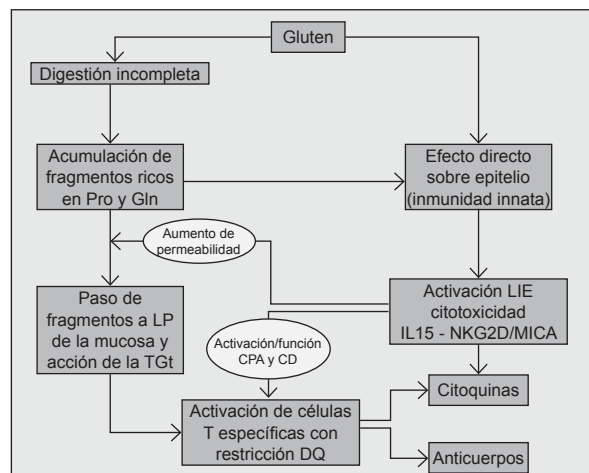 Gluten
Digestión incompleta
Acumulación de
fragmentos ricos
en Pro y Gln
Efecto directo
sobre epitelio
(inmunidad innata)
Aumento de
permeabilidad
Paso de
fragmentos a LP
de la mucosa y
acción de la TGt
Activación LIE
citotoxicidad
IL15 - NKG2D/MICA
Activación/función
CPA y CD
Activación de células
T específicas con
restricción DQ
Citoquinas
Anticuerpos